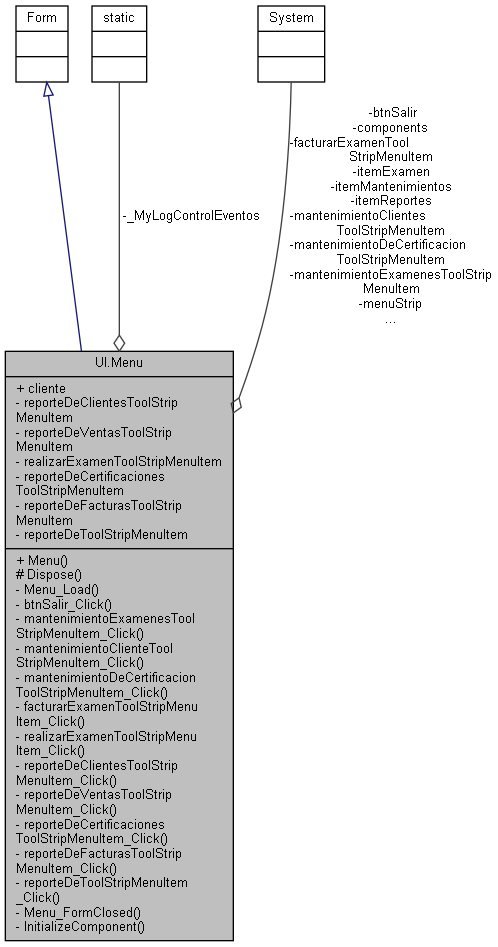 Form
static
System
-btnSalir
-components
-facturarExamenTool
StripMenuItem
-itemExamen
-itemMantenimientos
-itemReportes
-mantenimientoClientes
ToolStripMenuItem
-mantenimientoDeCertificacion
ToolStripMenuItem
-mantenimientoExamenesToolStrip
MenuItem
-menuStrip
...
-_MyLogControlEventos
UI.Menu
+ cliente
- reporteDeClientesToolStrip
MenuItem
- reporteDeVentasToolStrip
MenuItem
- realizarExamenToolStripMenuItem
- reporteDeCertificaciones
ToolStripMenuItem
- reporteDeFacturasToolStrip
MenuItem
- reporteDeToolStripMenuItem
+ Menu()
# Dispose()
- Menu_Load()
- btnSalir_Click()
- mantenimientoExamenesTool
StripMenuItem_Click()
- mantenimientoClienteTool
StripMenuItem_Click()
- mantenimientoDeCertificacion
ToolStripMenuItem_Click()
- facturarExamenToolStripMenu
Item_Click()
- realizarExamenToolStripMenu
Item_Click()
- reporteDeClientesToolStrip
MenuItem_Click()
- reporteDeVentasToolStrip
MenuItem_Click()
- reporteDeCertificaciones
ToolStripMenuItem_Click()
- reporteDeFacturasToolStrip
MenuItem_Click()
- reporteDeToolStripMenuItem
_Click()
- Menu_FormClosed()
- InitializeComponent()